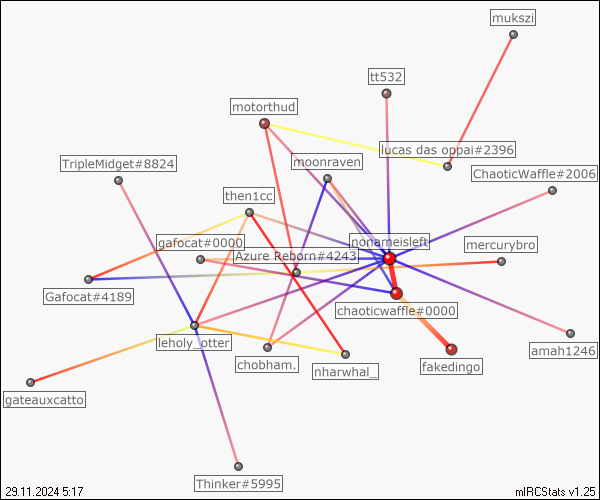 mukszi
tt532
motorthud
lucas das oppai#2396
moonraven
TripleMidget#8824
ChaoticWaffle#2006
then1cc
gafocat#0000
nonameisleft
mercurybro
Azure Reborn#4243
Gafocat#4189
chaoticwaffle#0000
leholy_otter
amah1246
chobham.
nharwhal_
fakedingo
gateauxcatto
Thinker#5995
29.11.2024 5:17
mIRCStats v1.25